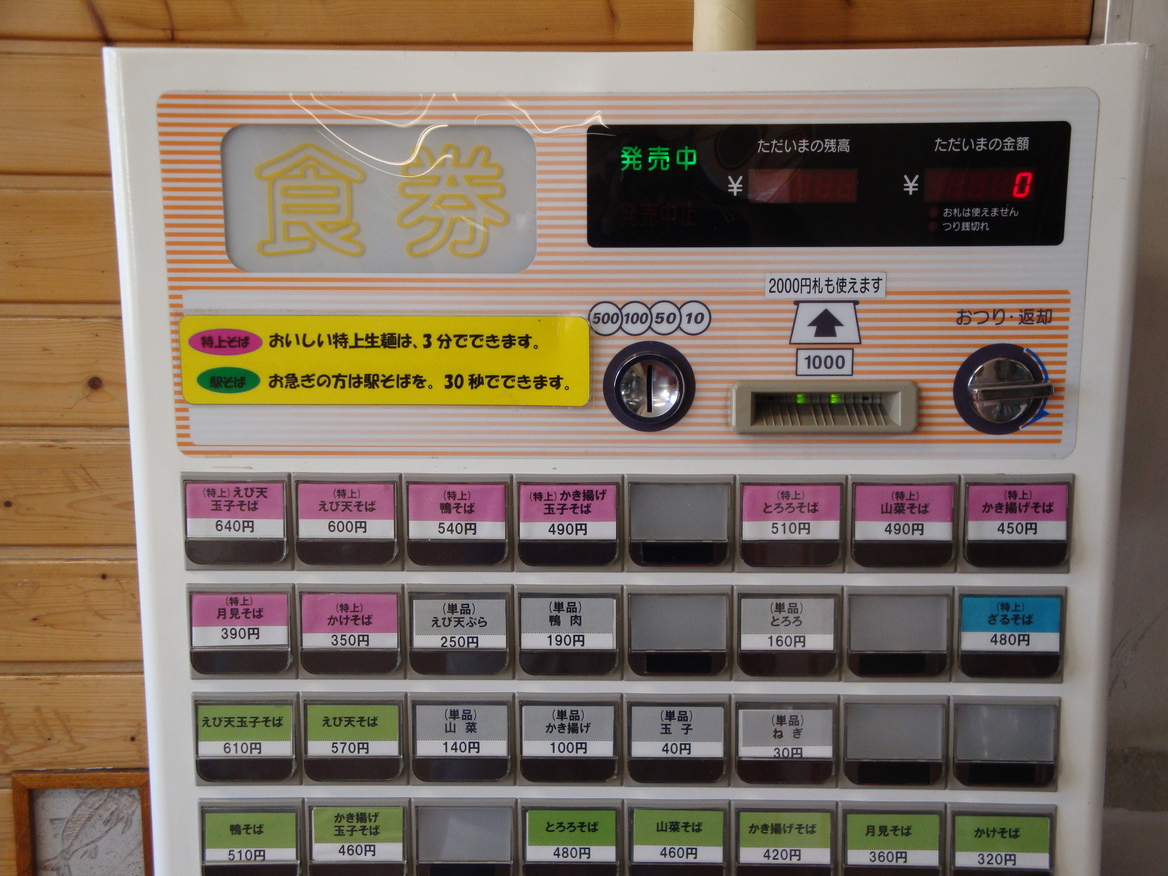 食券
発売中
ただいまの残高
ただいまの金額
¥
¥ 0
発売中止
お札は使えません
つり銭切れ
2000円札も使えます
500 100 50 10
1000
おつり・返却
特上そば おいしい特上生麺は、3分でできます。
駅そば お急ぎの方は駅そばを。30秒でできます。
(特上)えび天
玉子そば
640円
(特上)
えび天そば
600円
(特上)
鴨そば
540円
(特上)かき揚げ
玉子そば
490円
(特上)
とろろそば
510円
(特上)
山菜そば
490円
(特上)
かき揚げそば
450円
(特上)
月見そば
390円
(特上)
かけそば
350円
(単品)
えび天ぷら
250円
(単品)
鴨 肉
190円
(単品)
とろろ
160円
(特上)
ざるそば
480円
えび天玉子そば
610円
えび天そば
570円
(単品)
山 菜
140円
(単品)
かき揚げ
100円
(単品)
玉 子
40円
(単品)
ね ぎ
30円
鴨そば
510円
かき揚げ
玉子そば
460円
とろろそば
480円
山菜そば
460円
かき揚げそば
420円
月見そば
360円
かけそば
320円